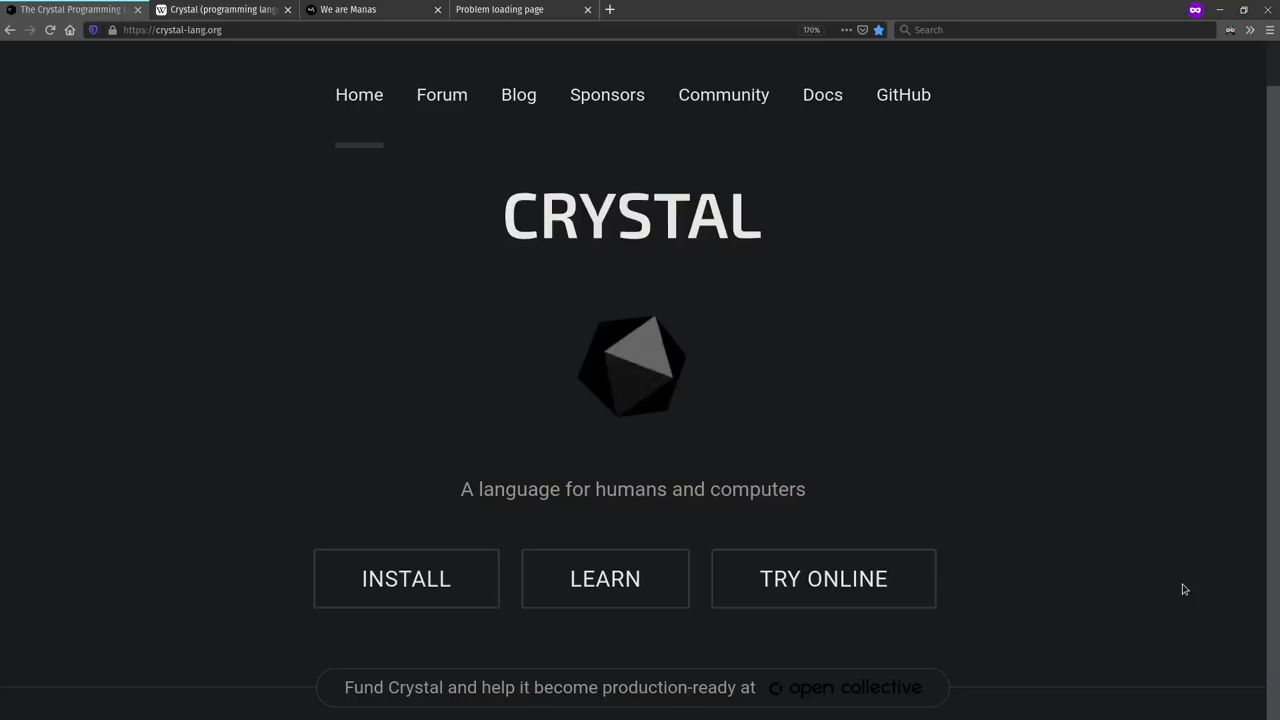 The Crystal Programming L
Crystal (programming lang
We are Manas
Problem loading page
https://crystal-lang.org
170%
Search
Home Forum Blog Sponsors Community Docs GitHub
CRYSTAL
A language for humans and computers
INSTALL LEARN TRY ONLINE
Fund Crystal and help it become production-ready at open collective